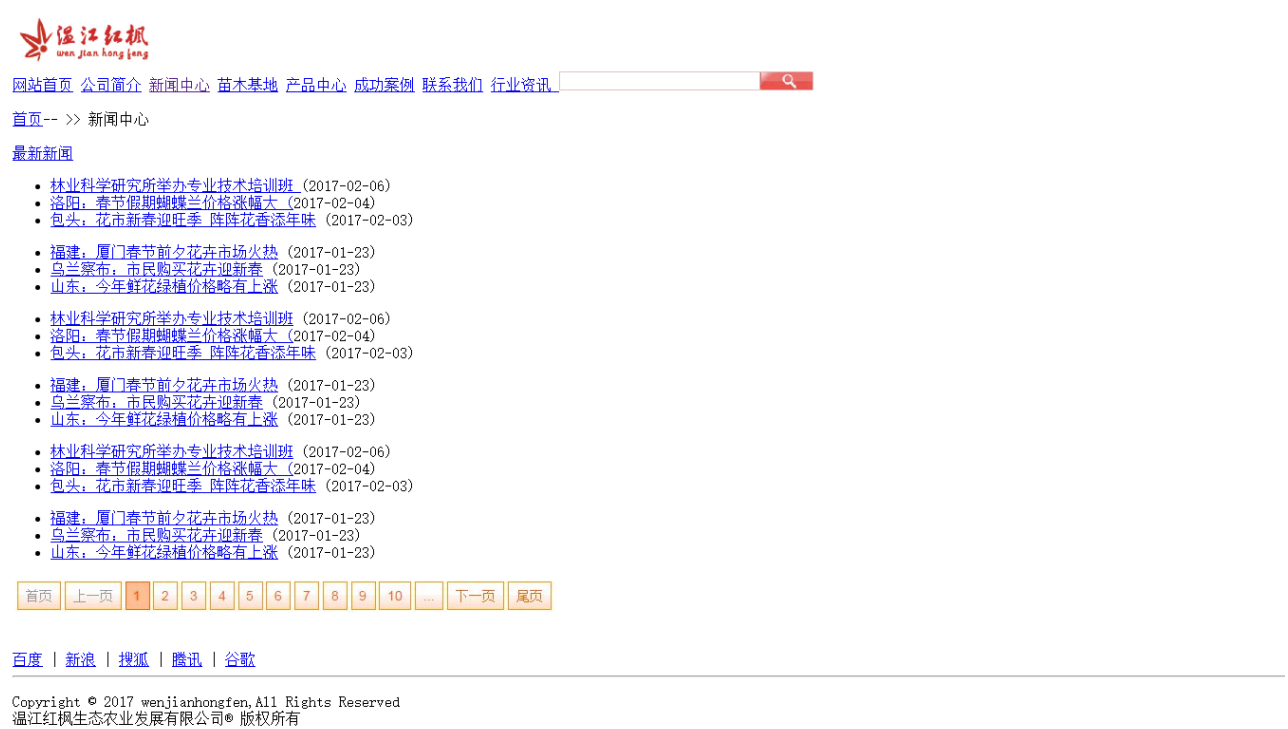 温江红枫
wen jian hong feng
网站首页 公司简介 新闻中心 苗木基地 产品中心 成功案例 联系我们 行业资讯
首页-- >> 新闻中心
最新新闻
林业科学研究所举办专业技术培训班 (2017-02-06)
洛阳：春节假期蝴蝶兰价格涨幅大 (2017-02-04)
包头：花市新春迎旺季 阵阵花香添年味 (2017-02-03)
福建：厦门春节前夕花卉市场火热 (2017-01-23)
乌兰察布：市民购买花卉迎新春 (2017-01-23)
山东：今年鲜花绿植价格略有上涨 (2017-01-23)
林业科学研究所举办专业技术培训班 (2017-02-06)
洛阳：春节假期蝴蝶兰价格涨幅大 (2017-02-04)
包头：花市新春迎旺季 阵阵花香添年味 (2017-02-03)
福建：厦门春节前夕花卉市场火热 (2017-01-23)
乌兰察布：市民购买花卉迎新春 (2017-01-23)
山东：今年鲜花绿植价格略有上涨 (2017-01-23)
林业科学研究所举办专业技术培训班 (2017-02-06)
洛阳：春节假期蝴蝶兰价格涨幅大 (2017-02-04)
包头：花市新春迎旺季 阵阵花香添年味 (2017-02-03)
福建：厦门春节前夕花卉市场火热 (2017-01-23)
乌兰察布：市民购买花卉迎新春 (2017-01-23)
山东：今年鲜花绿植价格略有上涨 (2017-01-23)
首页 上一页 1 2 3 4 5 6 7 8 9 10 ... 下一页 尾页
百度 | 新浪 | 搜狐 | 腾讯 | 谷歌
Copyright © 2017 wenjianhongfen,All Rights Reserved
温江红枫生态农业发展有限公司® 版权所有